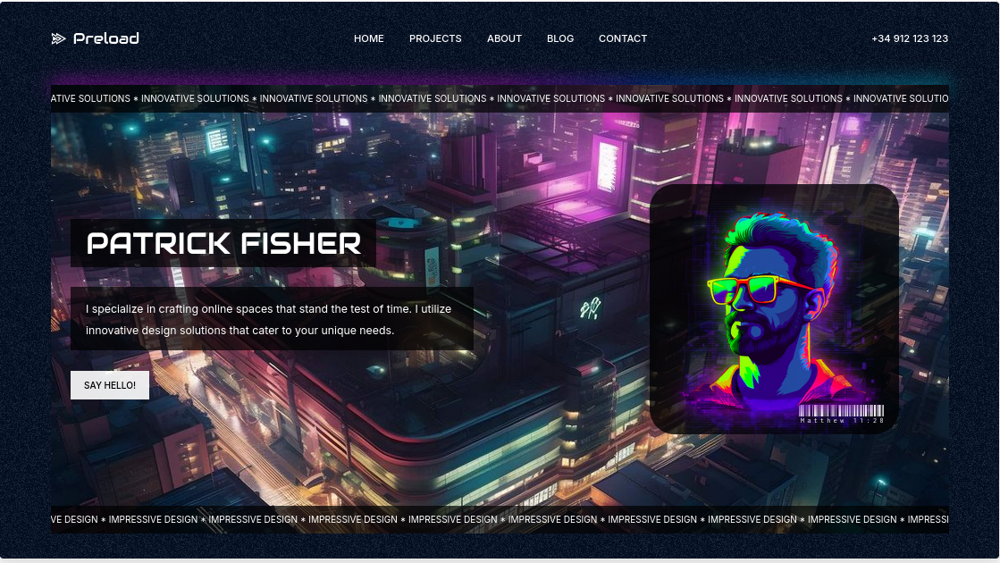 Preload
HOME PROJECTS ABOUT BLOG CONTACT
+34 912 123 123
ATIVE SOLUTIONS * INNOVATIVE SOLUTIONS * INNOVATIVE SOLUTIONS * INNOVATIVE SOLUTIONS * INNOVATIVE SOLUTIONS * INNOVATIVE SOLUTIONS * INNOVATIVE SOLUTIONS * INNOVATIVE SOLUTIO
PATRICK FISHER
I specialize in crafting online spaces that stand the test of time. I utilize
innovative design solutions that cater to your unique needs.
SAY HELLO!
Matthew 11:28
VE DESIGN * IMPRESSIVE DESIGN * IMPRESSIVE DESIGN * IMPRESSIVE DESIGN * IMPRESSIVE DESIGN * IMPRESSIVE DESIGN * IMPRESSIVE DESIGN * IMPRESSIVE DESIGN * IMPRESSIVE DESIGN * IMPRESSI